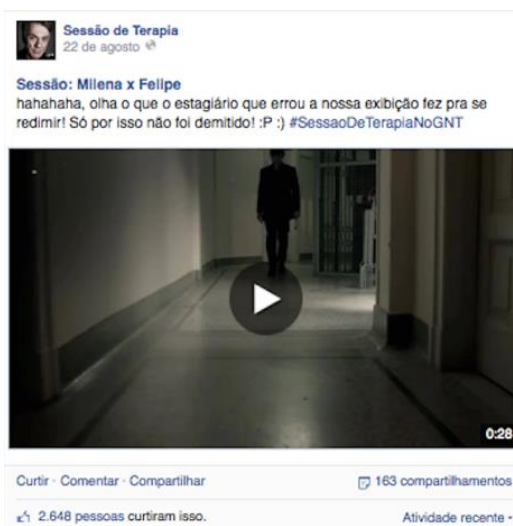 Sessão de Terapia
22 de agosto
Sessão: Milena x Felipe
hahahaha, olha o que o estagiário que errou a nossa exibição fez pra se
redimir! Só por isso não foi demitido! :P :) #SessaoDeTerapiaNoGNT
0:28
Curtir · Comentar · Compartilhar
163 compartilhamentos
2.648 pessoas curtiram isso.
Atividade recente -